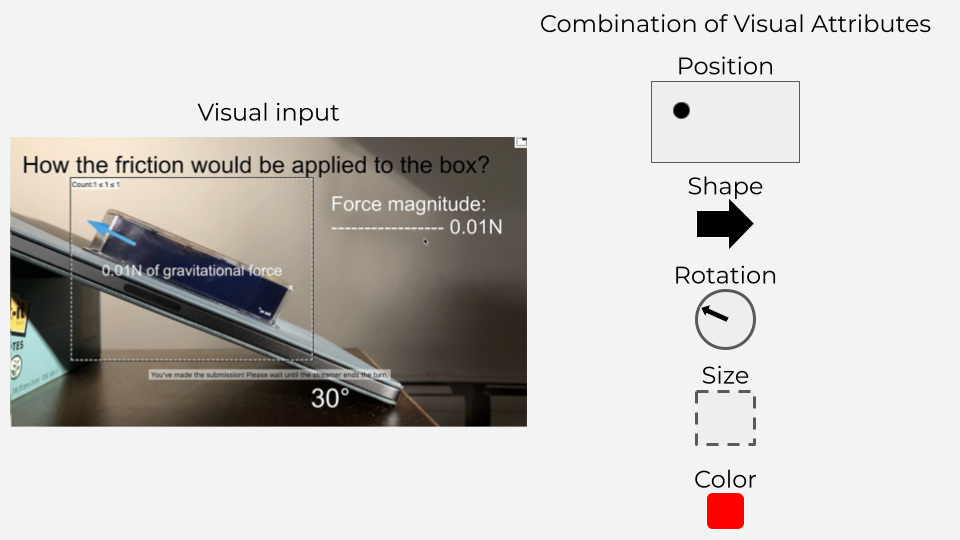 Combination of Visual Attributes
Position
Visual input
How the friction would be applied to the box?
Count:1 ≤ 1 ≤ 1
Shape
Force magnitude:
----------------- 0.01N
0.01N of gravitational force
Rotation
TES
You've made the submission! Please wait until the streamer ends the turn.
Size
30°
Color